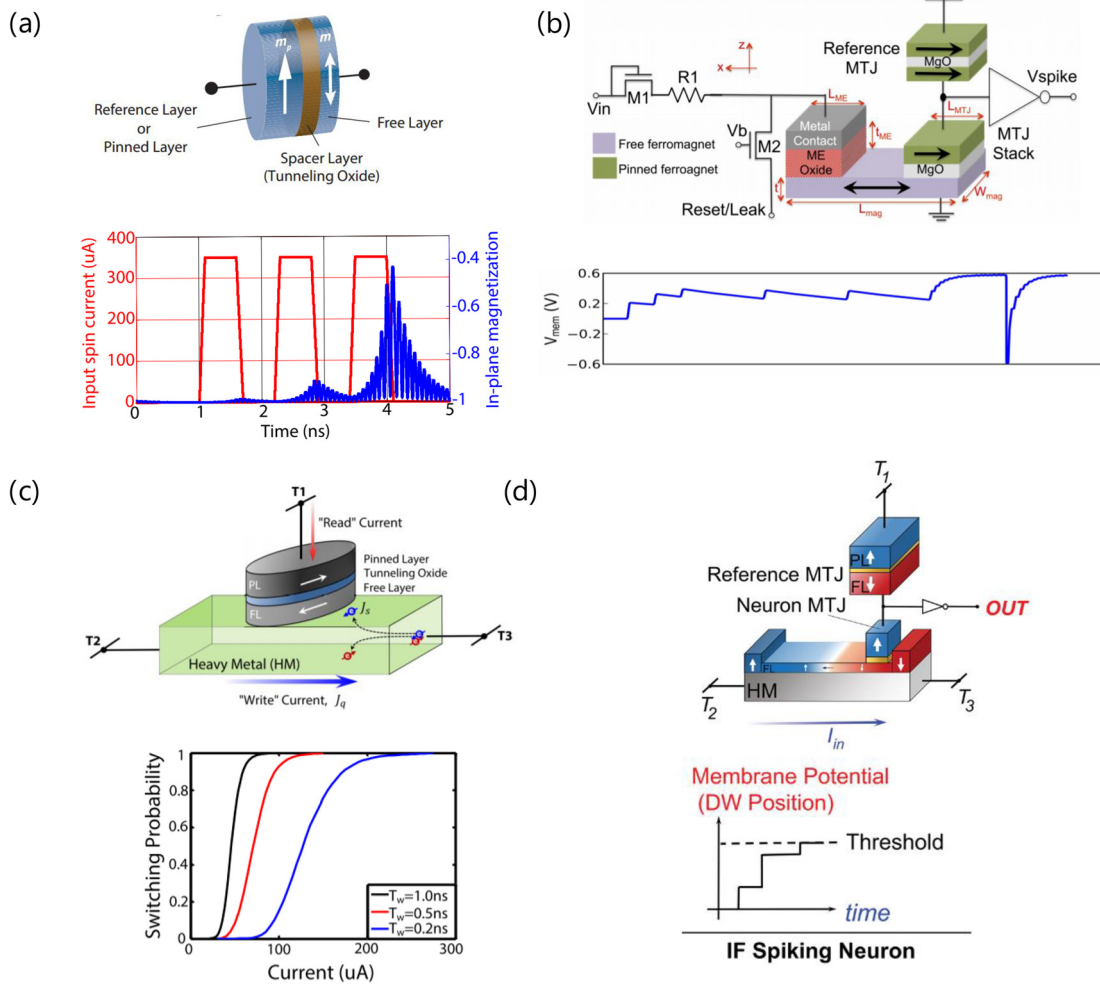 (a)
m_p
m
Reference Layer
or
Pinned Layer
Free Layer
Spacer Layer
(Tunneling Oxide)
Input spin current (uA)
400
300
200
100
0
0
1
2
3
4
5
Time (ns)
-0.4
-0.6
-0.8
-1
In-plane magnetization
(b)
Reference
MTJ
MgO
z
x
R1
M1
Vin
L_ME
L_MTJ
Vspike
Vb
M2
Metal
Contact
t_ME
ME
Oxide
MgO
MTJ
Stack
Free ferromagnet
Pinned ferroagnet
t
W_mag
L_mag
Reset/Leak
V_mem (V)
0.6
0.2
−0.2
−0.6
(c)
T1
"Read" Current
PL
Pinned Layer
Tunneling Oxide
Free Layer
FL
J_s
T2
T3
Heavy Metal (HM)
"Write" Current, J_q
Switching Probability
1
0.8
0.6
0.4
0.2
0
0
100
200
300
T_w=1.0ns
T_w=0.5ns
T_w=0.2ns
Current (uA)
(d)
T_1
PL
Reference MTJ
FL
Neuron MTJ
OUT
FL
HM
T_2
T_3
I_in
Membrane Potential
(DW Position)
Threshold
time
IF Spiking Neuron